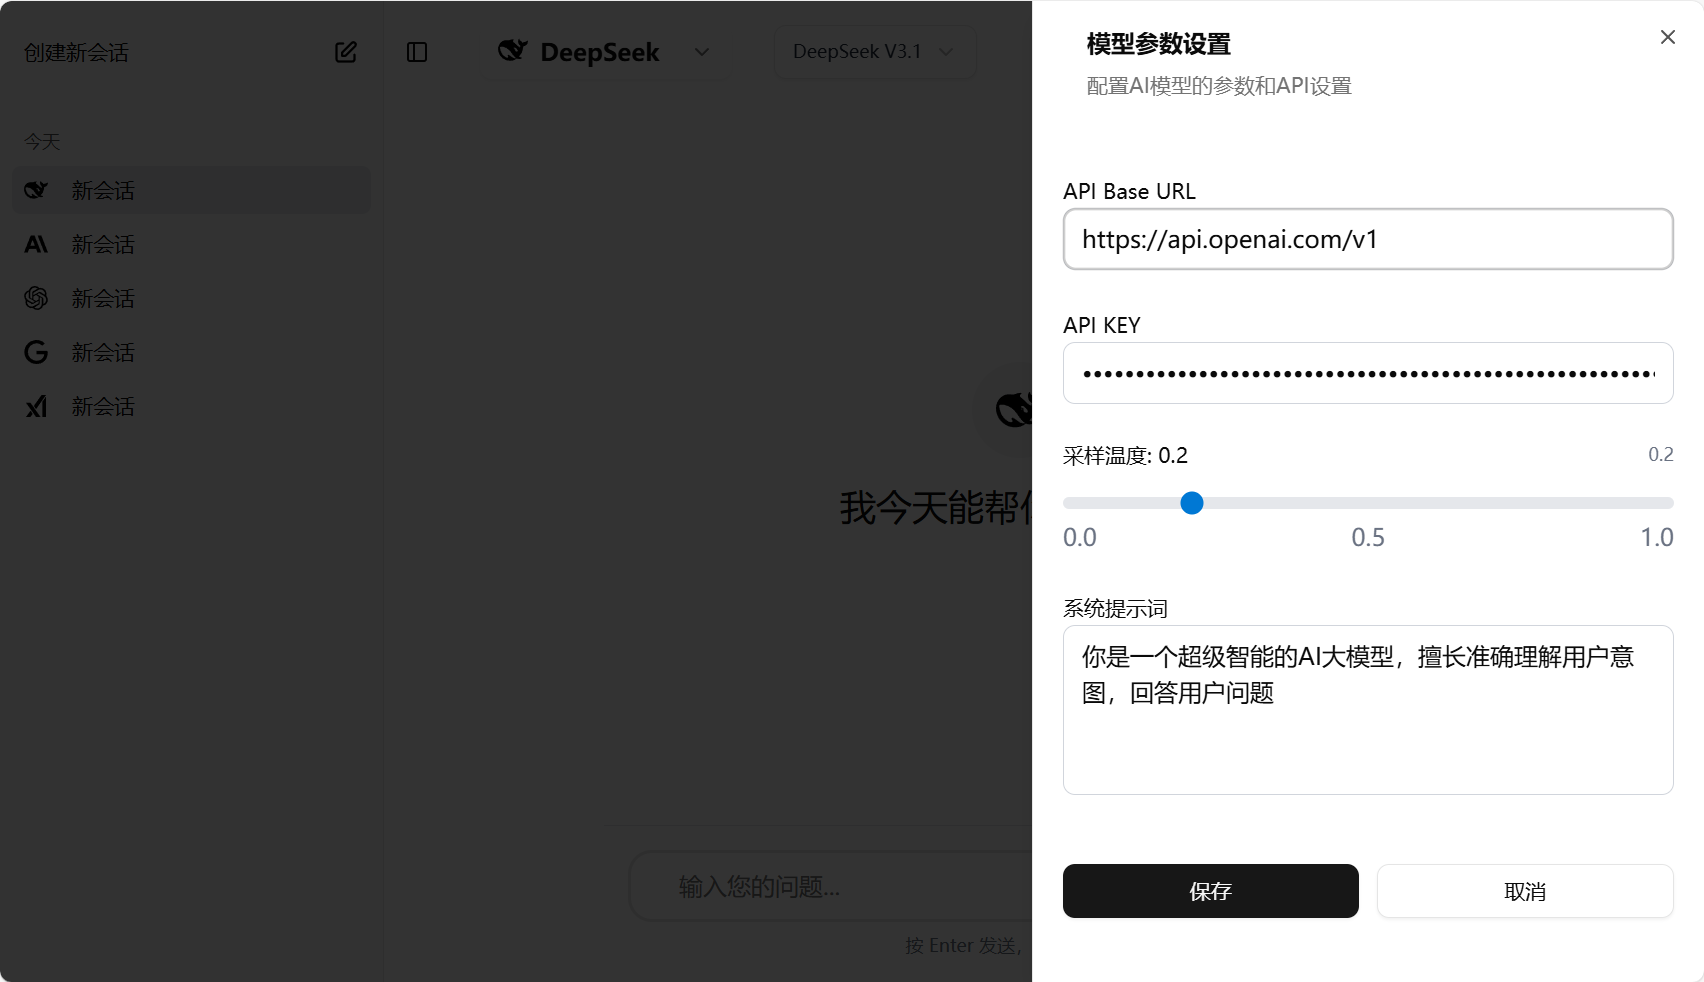 创建新会话
今天
新会话
新会话
新会话
新会话
新会话
DeepSeek
DeepSeek V3.1
我今天能帮
输入您的问题...
按 Enter 发送，
模型参数设置
配置AI模型的参数和API设置
API Base URL
https://api.openai.com/v1
API KEY
采样温度: 0.2
0.2
0.0
0.5
1.0
系统提示词
你是一个超级智能的AI大模型，擅长准确理解用户意
图，回答用户问题
保存
取消